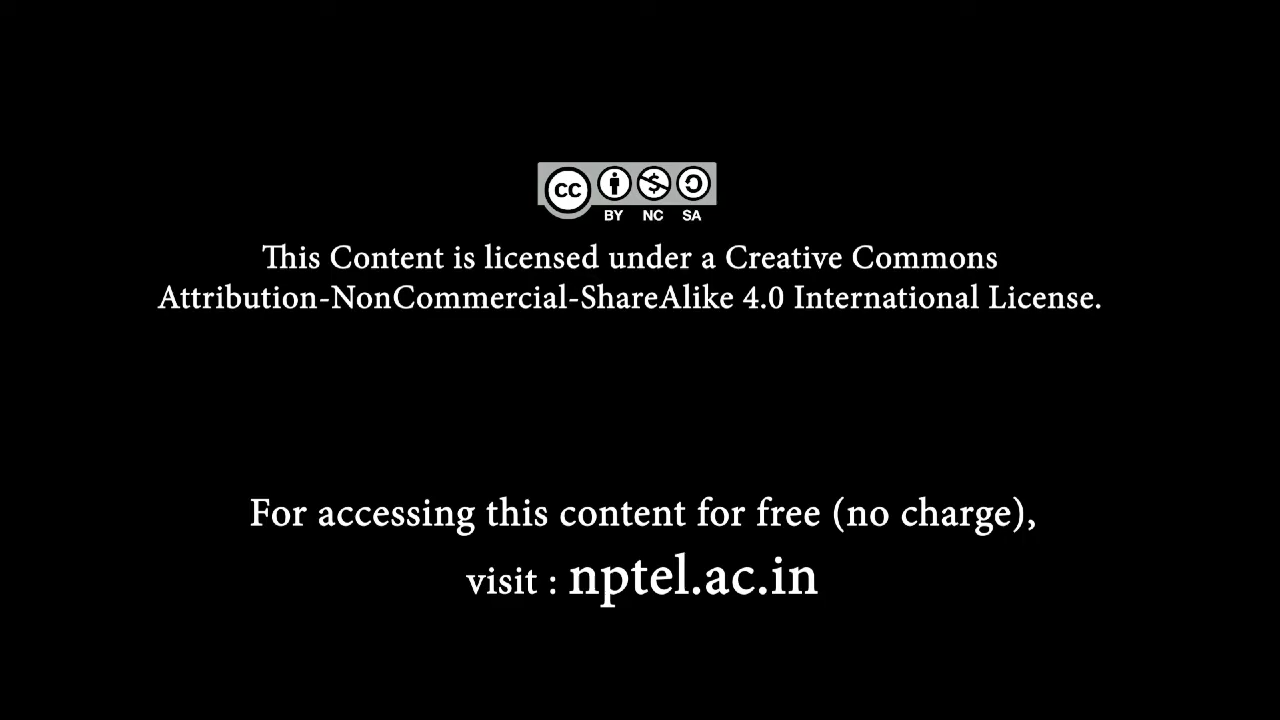 cc
BY NC SA
This Content is licensed under a Creative Commons
Attribution-NonCommercial-ShareAlike 4.0 International License.
For accessing this content for free (no charge),
visit : nptel.ac.in